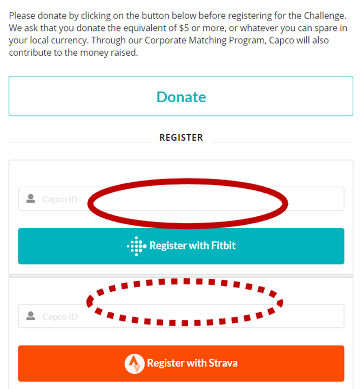 Please donate by clicking on the button below before registering for the Challenge.
We ask that you donate the equivalent of $5 or more, or whatever you can spare in
your local currency. Through our Corporate Matching Program, Capco will also
contribute to the money raised.
Donate
REGISTER
Capco ID
Register with Fitbit
Capco ID
Register with Strava